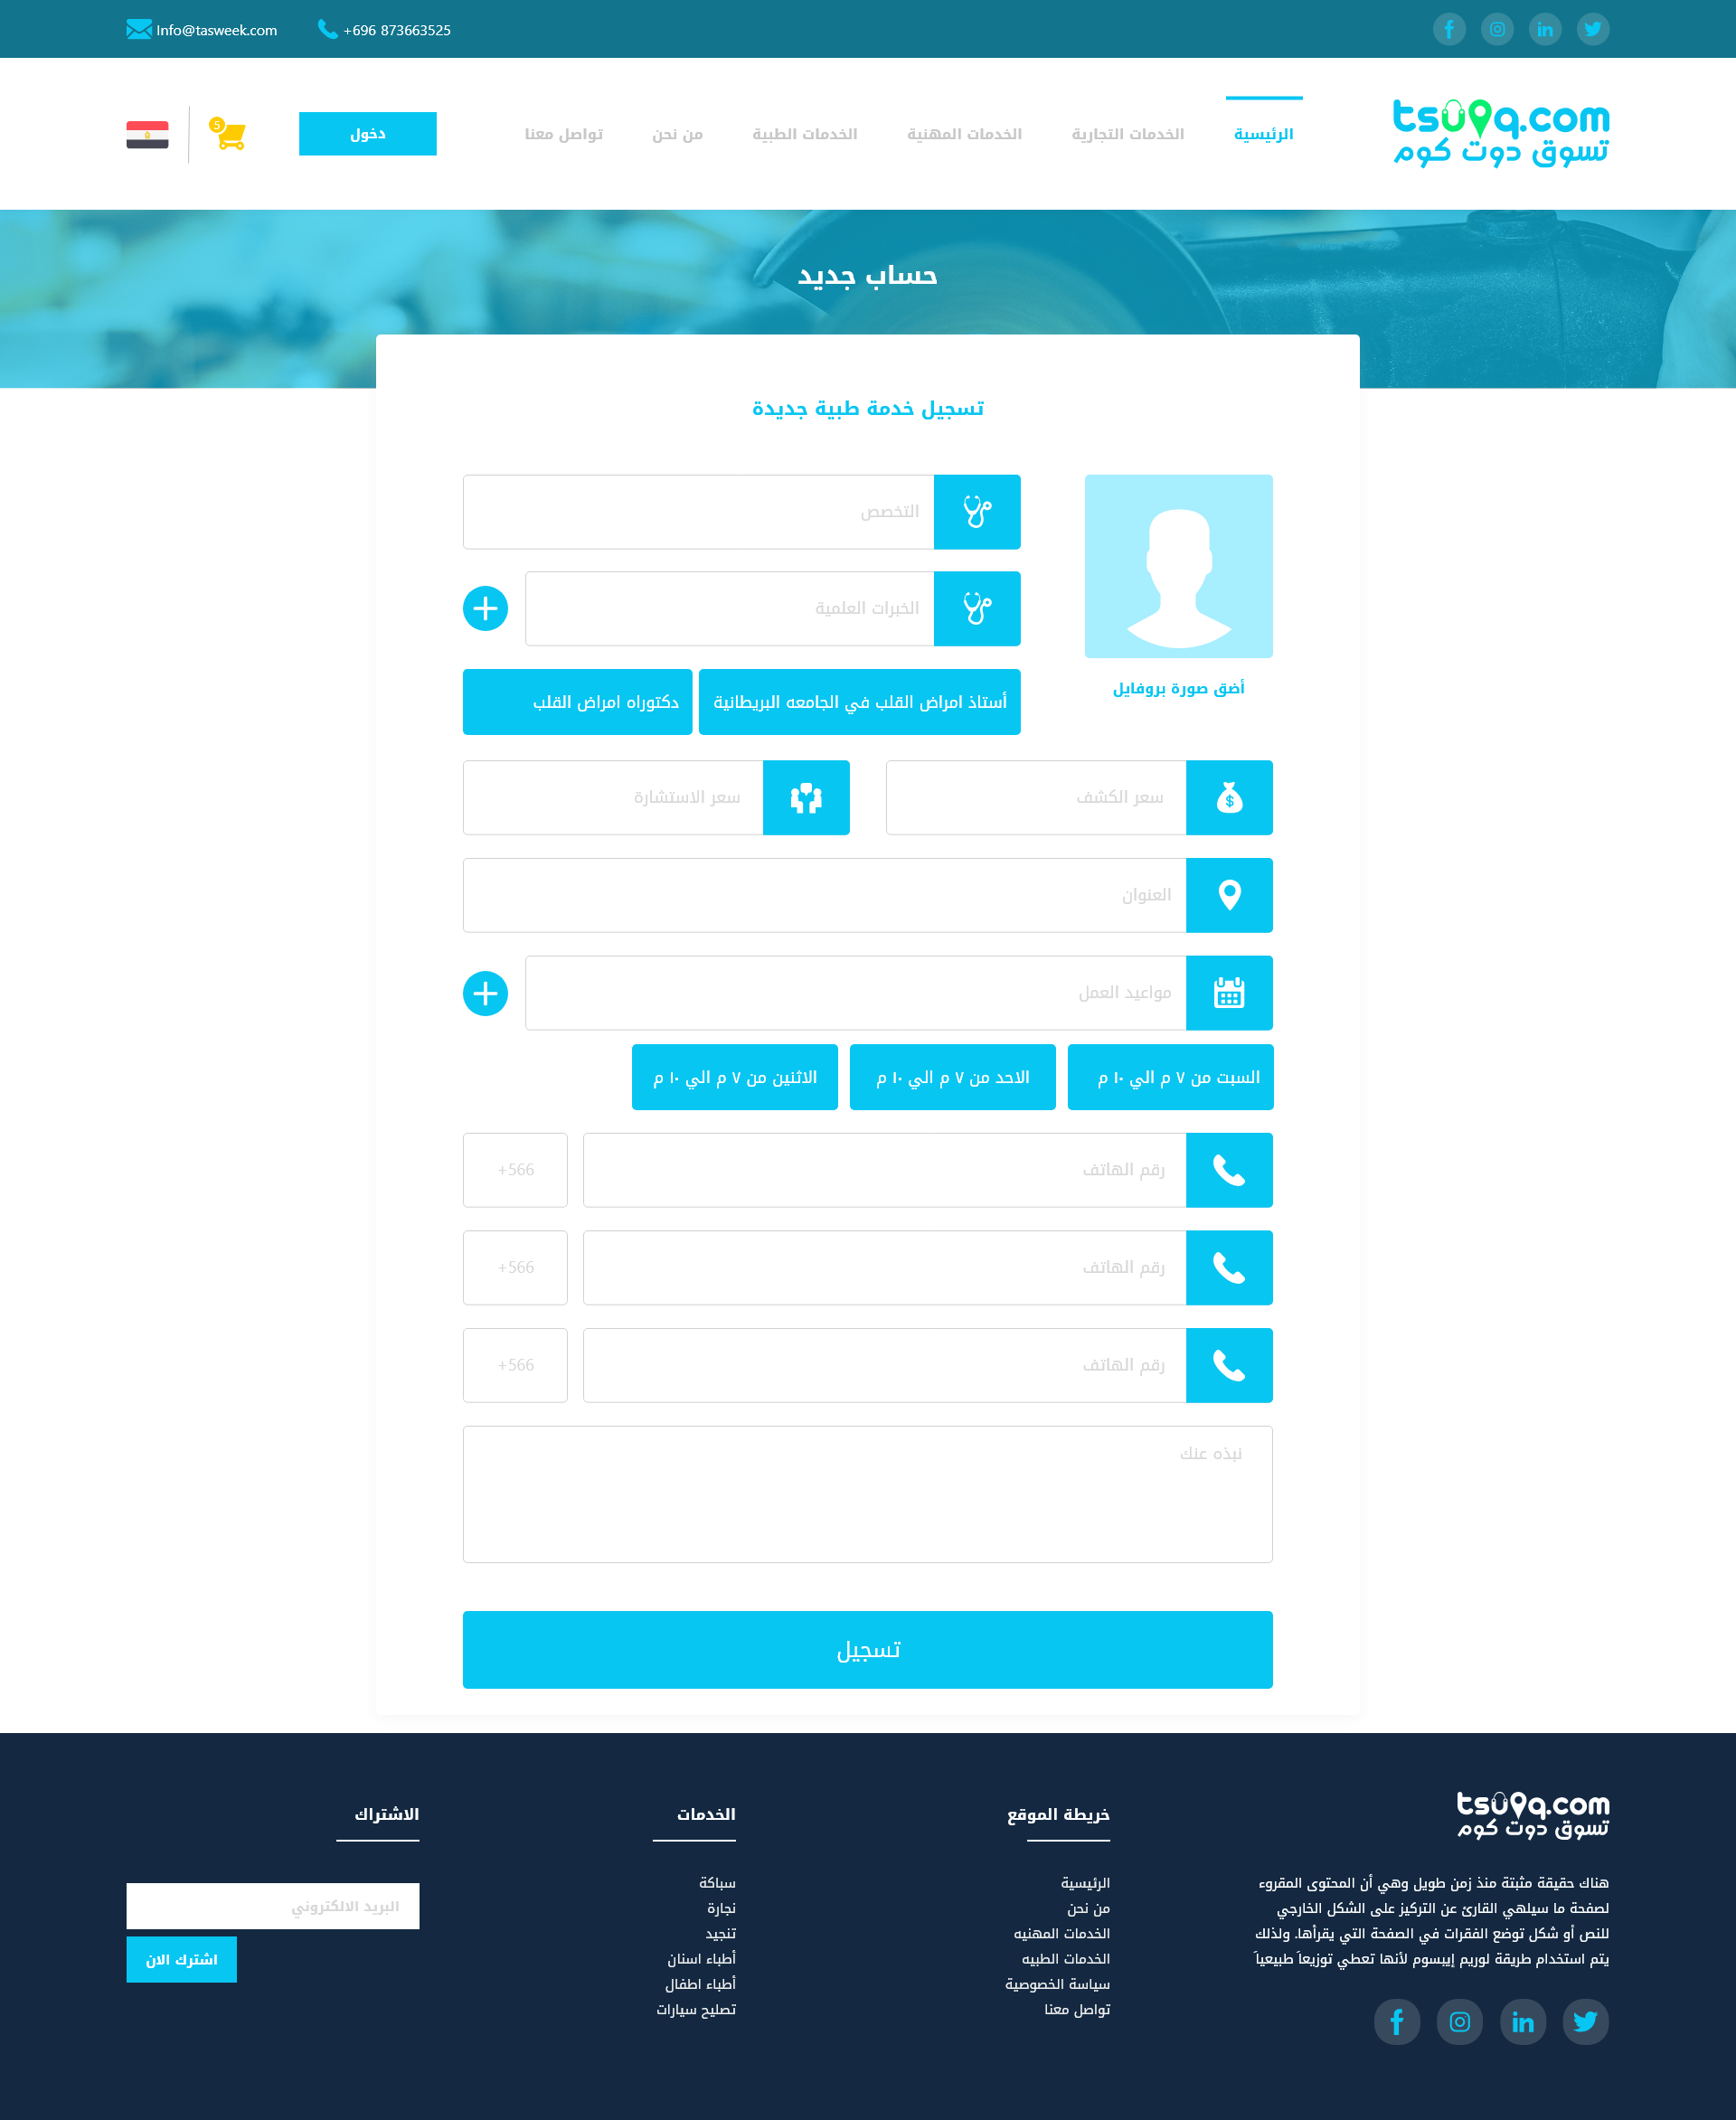 Info@tasweek.com
+696 873663525
tsuuq.com
تسوق دوت كوم
الرئيسية
الخدمات التجارية
الخدمات المهنية
الخدمات الطبية
من نحن
تواصل معنا
دخول
5
حساب جديد
تسجيل خدمة طبية جديدة
التخصص
الخبرات العلمية
أضق صورة بروفايل
أستاذ امراض القلب في الجامعه البريطانية
دكتوراه امراض القلب
سعر الكشف
سعر الاستشارة
العنوان
مواعيد العمل
السبت من ٧ م الي ١٠ م
الاحد من ٧ م الي ١٠ م
الاثنين من ٧ م الي ١٠ م
رقم الهاتف
+566
رقم الهاتف
+566
رقم الهاتف
+566
نبذه عنك
تسجيل
tsuuq.com
تسوق دوت كوم
هناك حقيقة مثبتة منذ زمن طويل وهي أن المحتوى المقروء
لصفحة ما سيلهي القارئ عن التركيز على الشكل الخارجي
للنص أو شكل توضع الفقرات في الصفحة التي يقرأها. ولذلك
يتم استخدام طريقة لوريم إيبسوم لأنها تعطي توزيعاَ طبيعياَ
خريطة الموقع
الرئيسية
من نحن
الخدمات المهنيه
الخدمات الطبيه
سياسة الخصوصية
تواصل معنا
الخدمات
سباكة
نجارة
تنجيد
أطباء اسنان
أطباء اطفال
تصليح سيارات
الاشتراك
البريد الالكتروني
اشترك الان